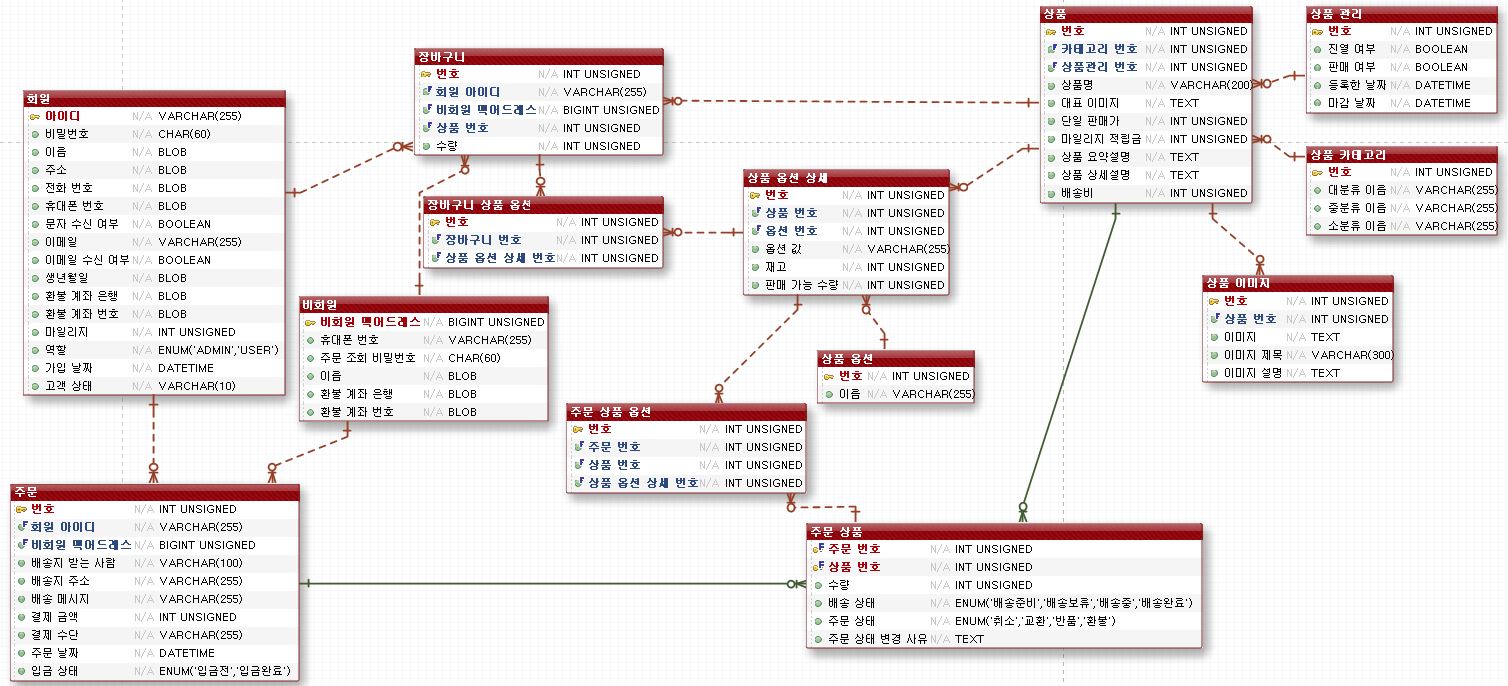 회원
아이디 N/A VARCHAR(255)
비밀번호 N/A CHAR(60)
이름 N/A BLOB
주소 N/A BLOB
전화 번호 N/A BLOB
휴대폰 번호 N/A BLOB
문자 수신 여부 N/A BOOLEAN
이메일 N/A VARCHAR(255)
이메일 수신 여부 N/A BOOLEAN
생년월일 N/A BLOB
환불 계좌 은행 N/A BLOB
환불 계좌 번호 N/A BLOB
마일리지 N/A INT UNSIGNED
역할 N/A ENUM('ADMIN','USER')
가입 날짜 N/A DATETIME
고객 상태 N/A VARCHAR(10)
장바구니
번호 N/A INT UNSIGNED
회원 아이디 N/A VARCHAR(255)
비회원 맥어드레스 N/A BIGINT UNSIGNED
상품 번호 N/A INT UNSIGNED
수량 N/A INT UNSIGNED
장바구니 상품 옵션
번호 N/A INT UNSIGNED
장바구니 번호 N/A INT UNSIGNED
상품 옵션 상세 번호 N/A INT UNSIGNED
비회원
비회원 맥어드레스 N/A BIGINT UNSIGNED
휴대폰 번호 N/A VARCHAR(255)
주문 조회 비밀번호 N/A CHAR(60)
이름 N/A BLOB
환불 계좌 은행 N/A BLOB
환불 계좌 번호 N/A BLOB
상품
번호 N/A INT UNSIGNED
카테고리 번호 N/A INT UNSIGNED
상품관리 번호 N/A INT UNSIGNED
상품명 N/A VARCHAR(200)
대표 이미지 N/A TEXT
단일 판매가 N/A INT UNSIGNED
마일리지 적립금 N/A INT UNSIGNED
상품 요약설명 N/A TEXT
상품 상세설명 N/A TEXT
배송비 N/A INT UNSIGNED
상품 관리
번호 N/A INT UNSIGNED
진열 여부 N/A BOOLEAN
판매 여부 N/A BOOLEAN
등록한 날짜 N/A DATETIME
마감 날짜 N/A DATETIME
상품 카테고리
번호 N/A INT UNSIGNED
대분류 이름 N/A VARCHAR(255)
중분류 이름 N/A VARCHAR(255)
소분류 이름 N/A VARCHAR(255)
상품 옵션 상세
번호 N/A INT UNSIGNED
상품 번호 N/A INT UNSIGNED
옵션 번호 N/A INT UNSIGNED
옵션 값 N/A VARCHAR(255)
재고 N/A INT UNSIGNED
판매 가능 수량 N/A INT UNSIGNED
상품 이미지
번호 N/A INT UNSIGNED
상품 번호 N/A INT UNSIGNED
이미지 N/A TEXT
이미지 제목 N/A VARCHAR(300)
이미지 설명 N/A TEXT
상품 옵션
번호 N/A INT UNSIGNED
이름 N/A VARCHAR(255)
주문 상품 옵션
번호 N/A INT UNSIGNED
주문 번호 N/A INT UNSIGNED
상품 번호 N/A INT UNSIGNED
상품 옵션 상세 번호 N/A INT UNSIGNED
주문
번호 N/A INT UNSIGNED
회원 아이디 N/A VARCHAR(255)
비회원 맥어드레스 N/A BIGINT UNSIGNED
배송지 받는 사람 N/A VARCHAR(100)
배송지 주소 N/A VARCHAR(255)
배송 메시지 N/A VARCHAR(255)
결제 금액 N/A INT UNSIGNED
결제 수단 N/A VARCHAR(255)
주문 날짜 N/A DATETIME
입금 상태 N/A ENUM('입금전','입금완료')
주문 상품
주문 번호 N/A INT UNSIGNED
상품 번호 N/A INT UNSIGNED
수량 N/A INT UNSIGNED
배송 상태 N/A ENUM('배송준비','배송보류','배송중','배송완료')
주문 상태 N/A ENUM('취소','교환','반품','환불')
주문 상태 변경 사유 N/A TEXT